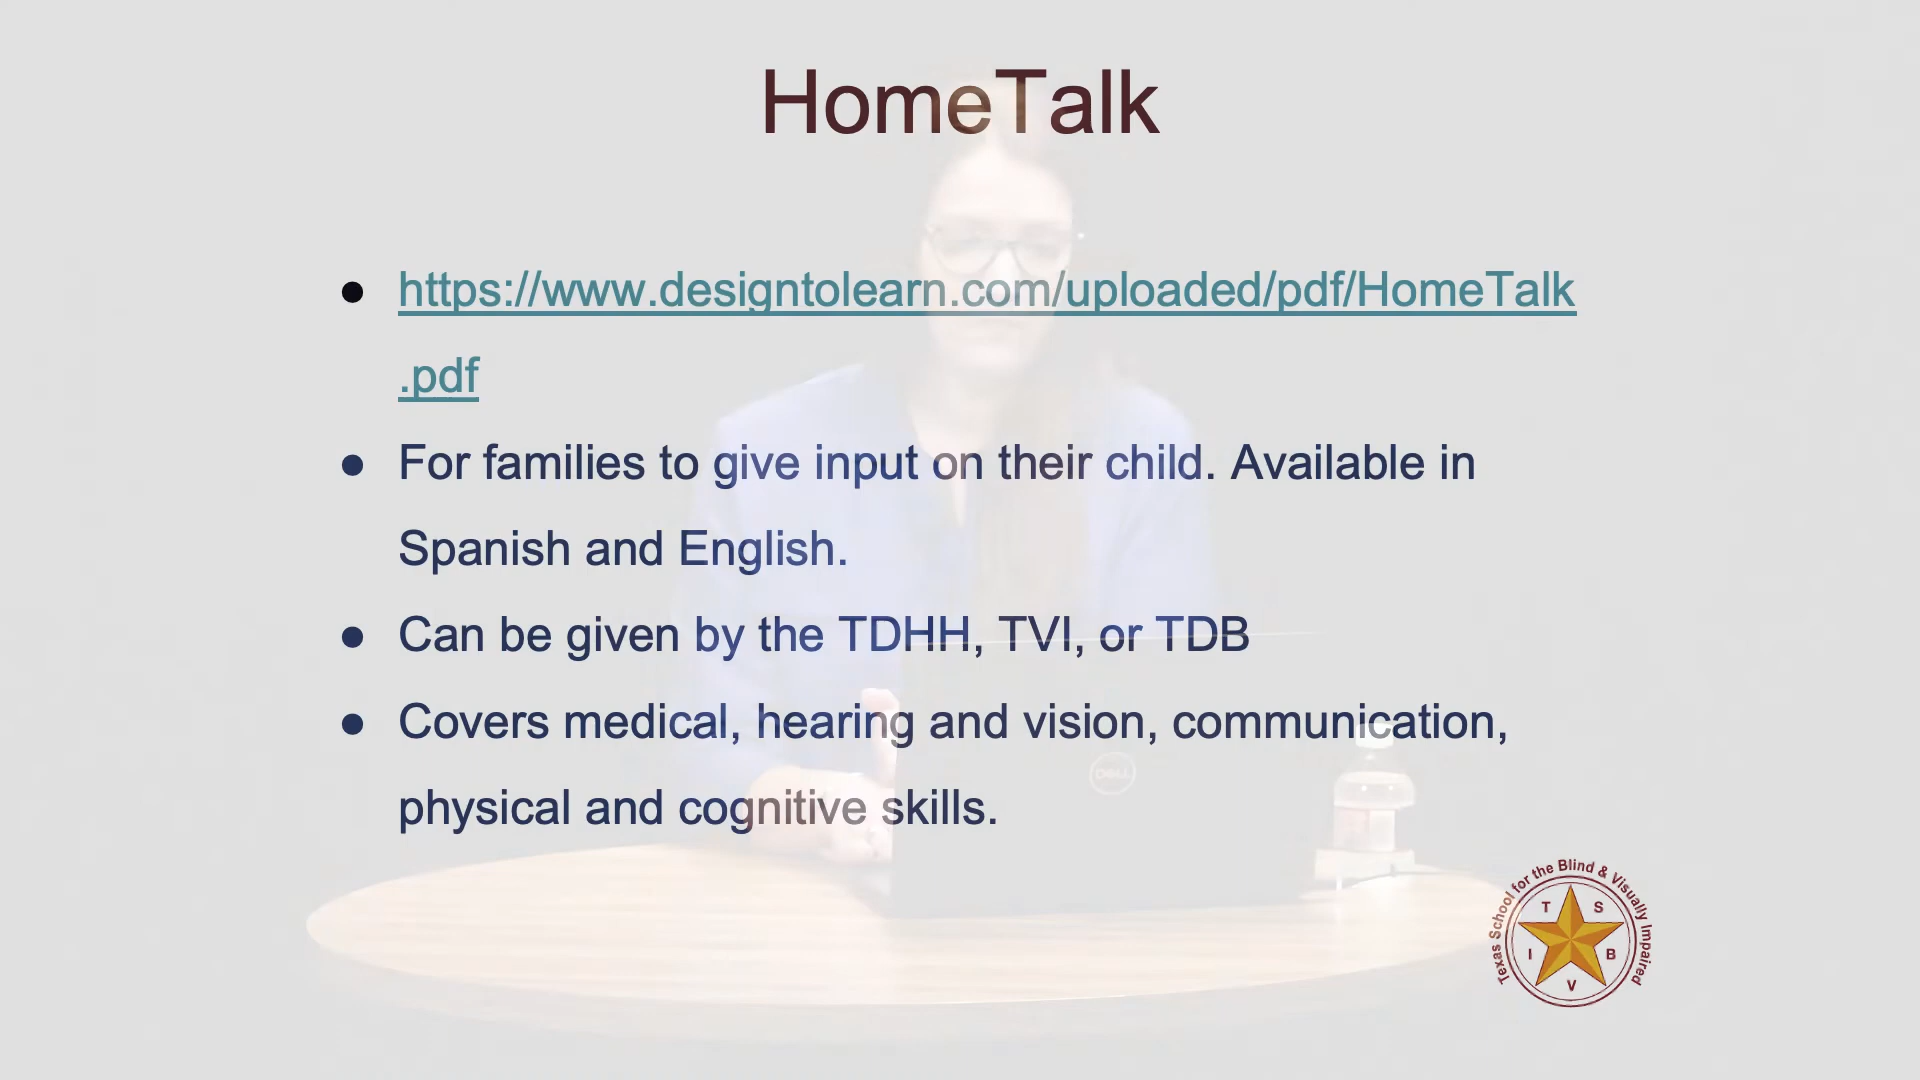 HomeTalk
https://www.designtolearn.com/uploaded/pdf/HomeTalk
.pdf
For families to give input on their child. Available in
Spanish and English.
Can be given by the TDHH, TVI, or TDB
Covers medical, hearing and vision, communication,
physical and cognitive skills.
DELL
Texas School for the Blind & Visually Impaired
T S
I B
V